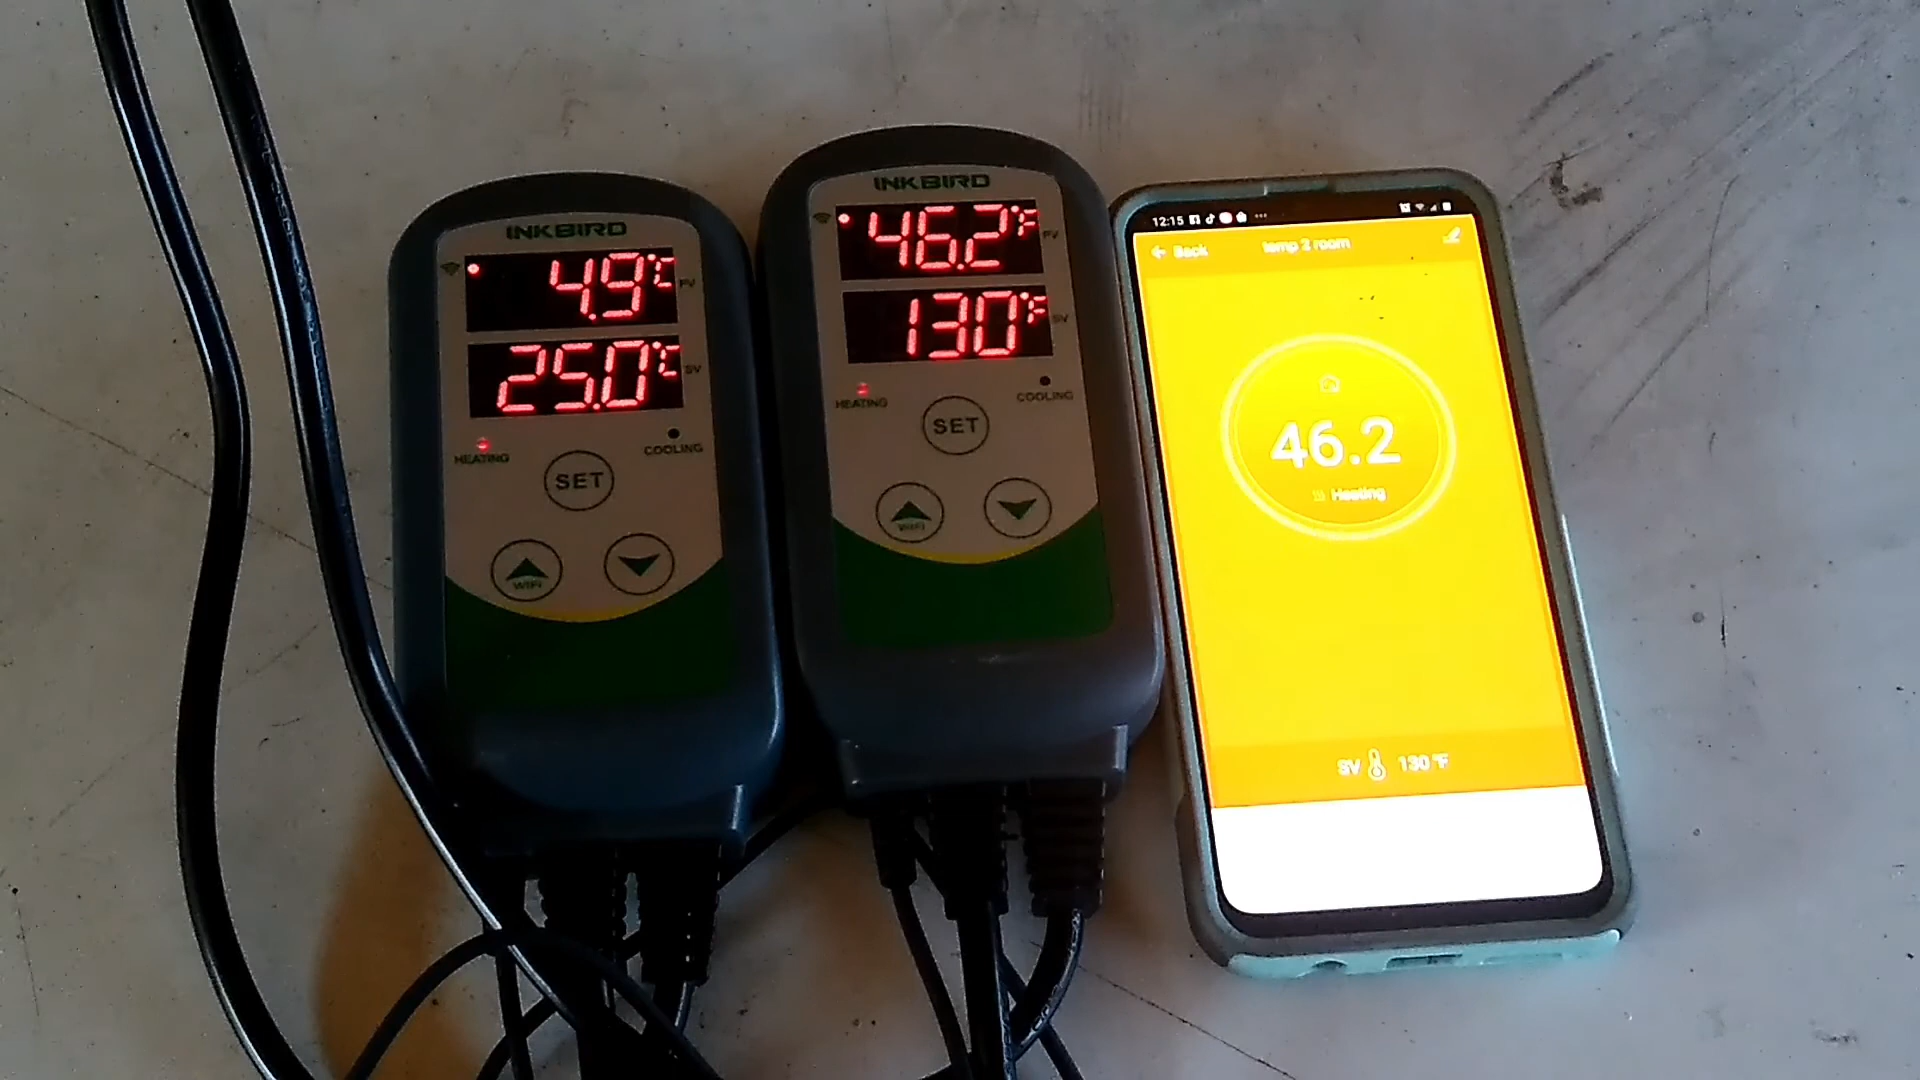 INKBIRD
4.9°C PV
25.0°C SV
HEATING
COOLING
SET
WIFI
INKBIRD
46.2°F PV
130°F SV
HEATING
COOLING
SET
WIFI
12:15
Back
temp 2 room
46.2
Heating
SV 130 °F